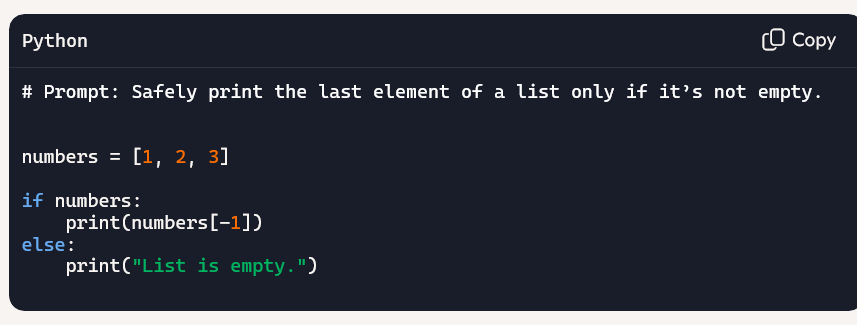 Python
Copy
# Prompt: Safely print the last element of a list only if it’s not empty.
numbers = [1, 2, 3]
if numbers:
    print(numbers[-1])
else:
    print("List is empty.")